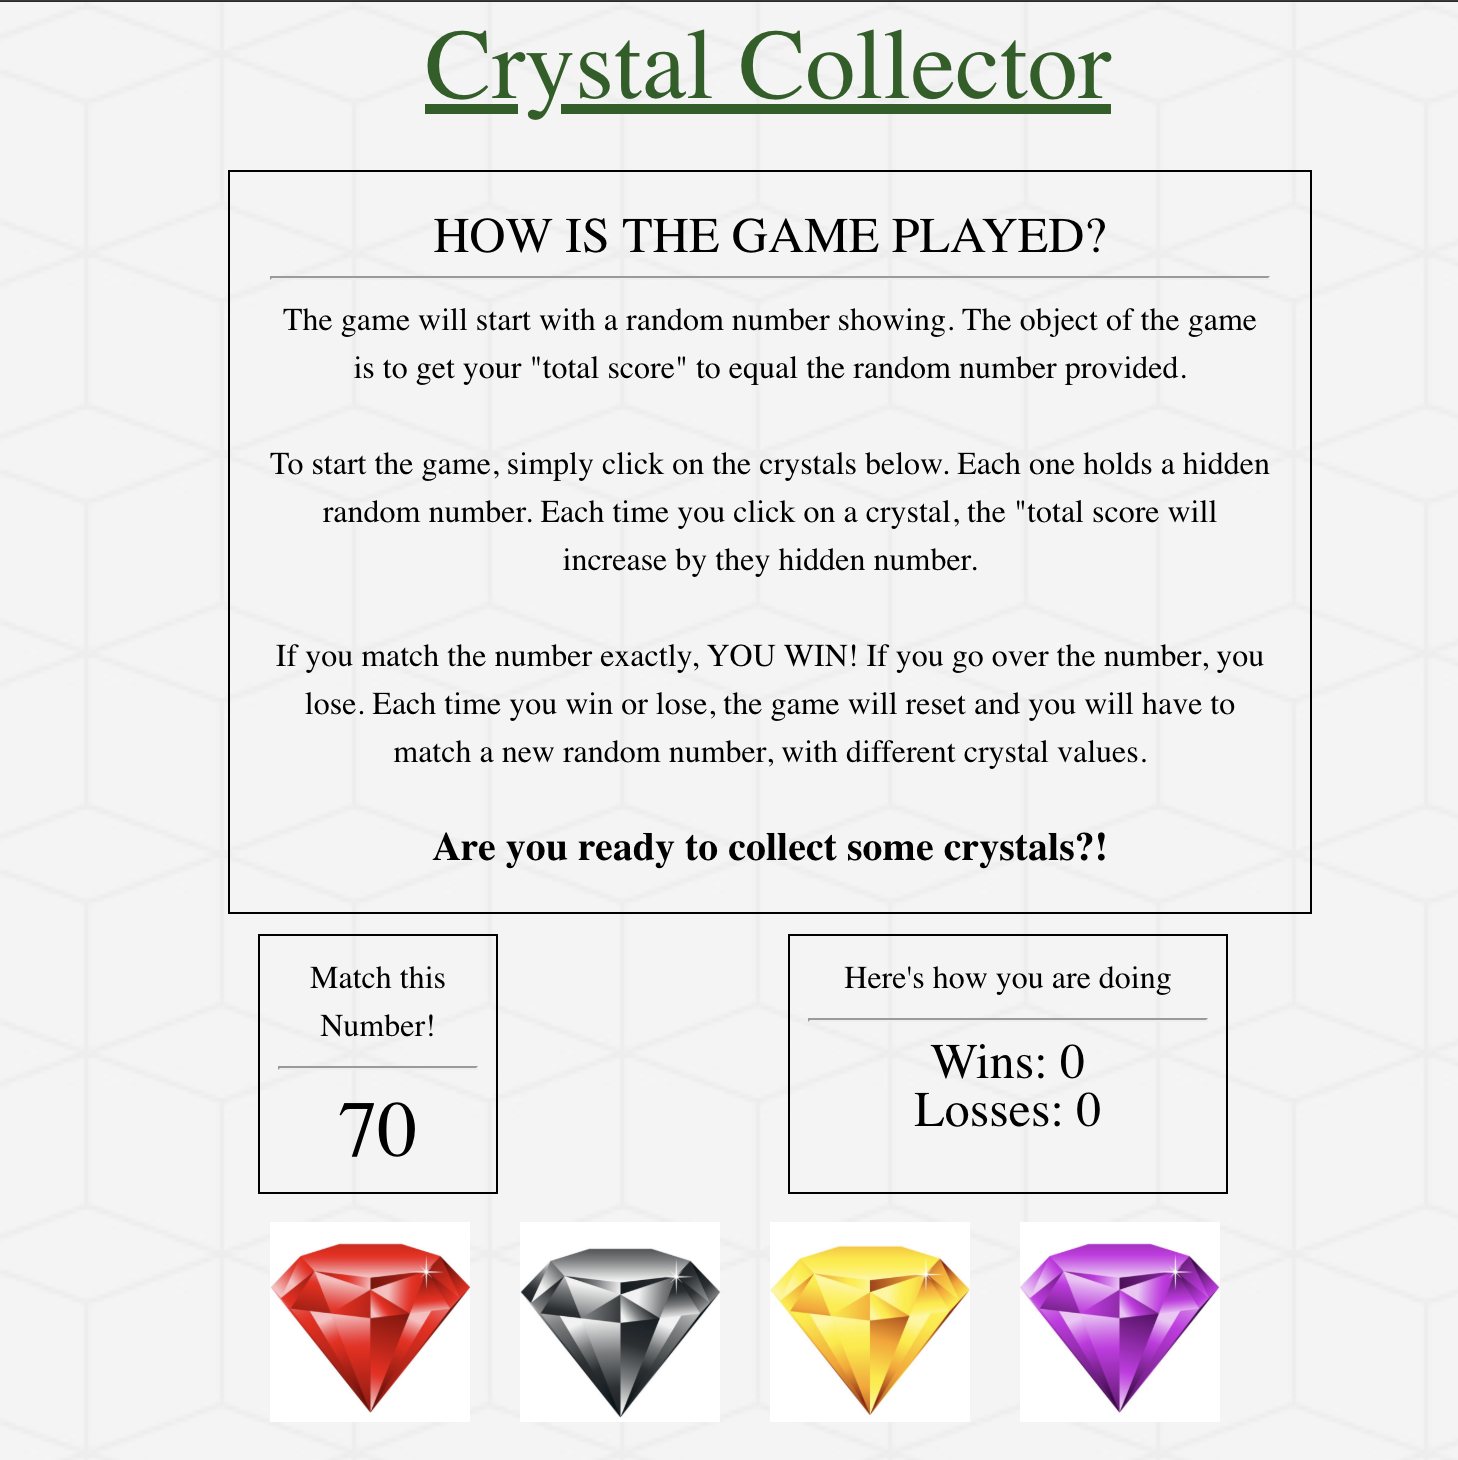 Crystal Collector
HOW IS THE GAME PLAYED?
The game will start with a random number showing. The object of the game
is to get your "total score" to equal the random number provided.
To start the game, simply click on the crystals below. Each one holds a hidden
random number. Each time you click on a crystal, the "total score will
increase by they hidden number.
If you match the number exactly, YOU WIN! If you go over the number, you
lose. Each time you win or lose, the game will reset and you will have to
match a new random number, with different crystal values.
Are you ready to collect some crystals?!
Match this
Number!
70
Here's how you are doing
Wins: 0
Losses: 0